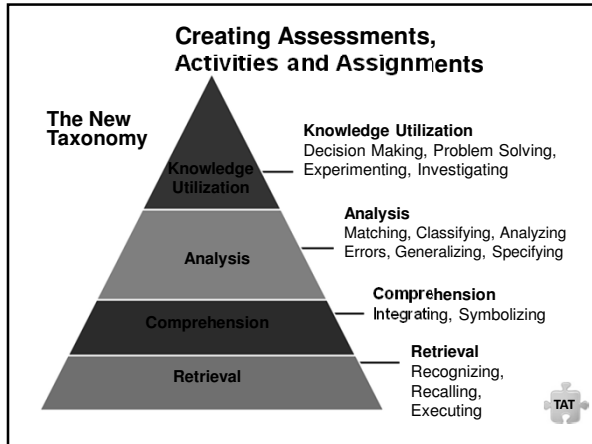 Creating Assessments,
Activities and Assignments
The New
Taxonomy
Knowledge Utilization
Decision Making, Problem Solving,
Experimenting, Investigating
Knowledge
Utilization
Analysis
Matching, Classifying, Analyzing
Errors, Generalizing, Specifying
Analysis
Comprehension
Integrating, Symbolizing
Comprehension
Retrieval
Recognizing,
Recalling,
Executing
Retrieval
TAT